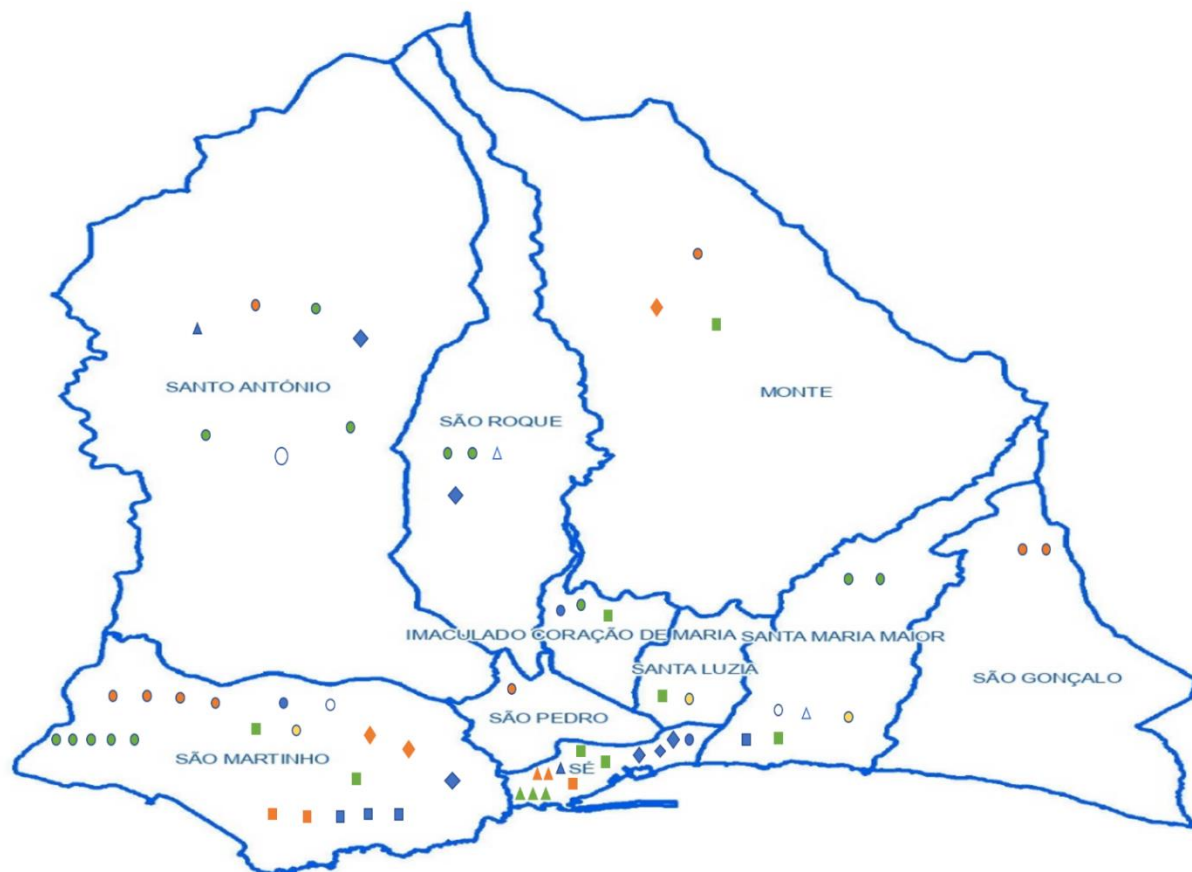 SANTO ANTÓNIO
MONTE
SÃO ROQUE
IMACULADO CORAÇÃO DE MARIA
SANTA MARIA MAIOR
SANTA LUZIA
SÃO GONÇALO
SÃO PEDRO
SÃO MARTINHO
SÉ